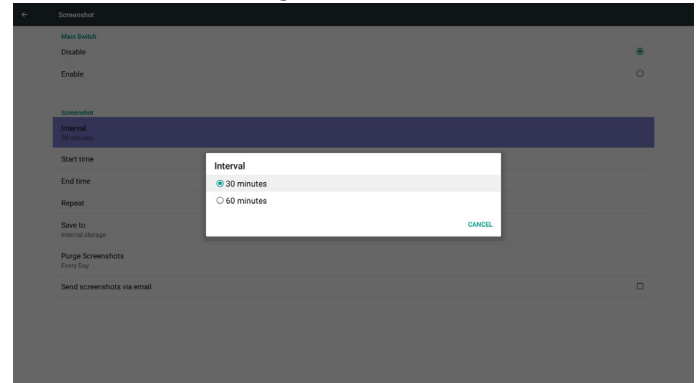 Screenshot
Main Switch
Disable
Enable
Screenshot
Interval
30 minutes
Start time
End time
Repeat
Save to
Internal storage
Purge Screenshots
Every Day
Send screenshots via email
Interval
30 minutes
60 minutes
CANCEL